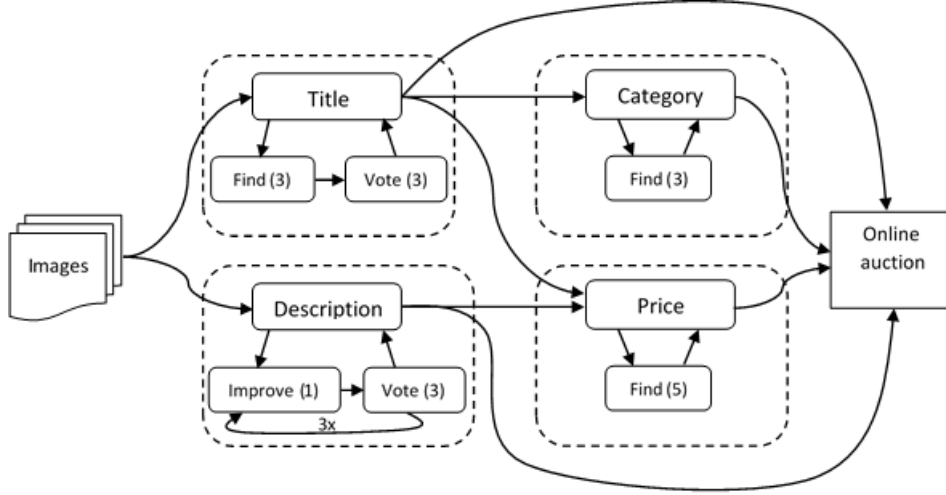 Title
Find (3)
Vote (3)
Category
Find (3)
Images
Online
auction
Description
Improve (1)
Vote (3)
3x
Price
Find (5)